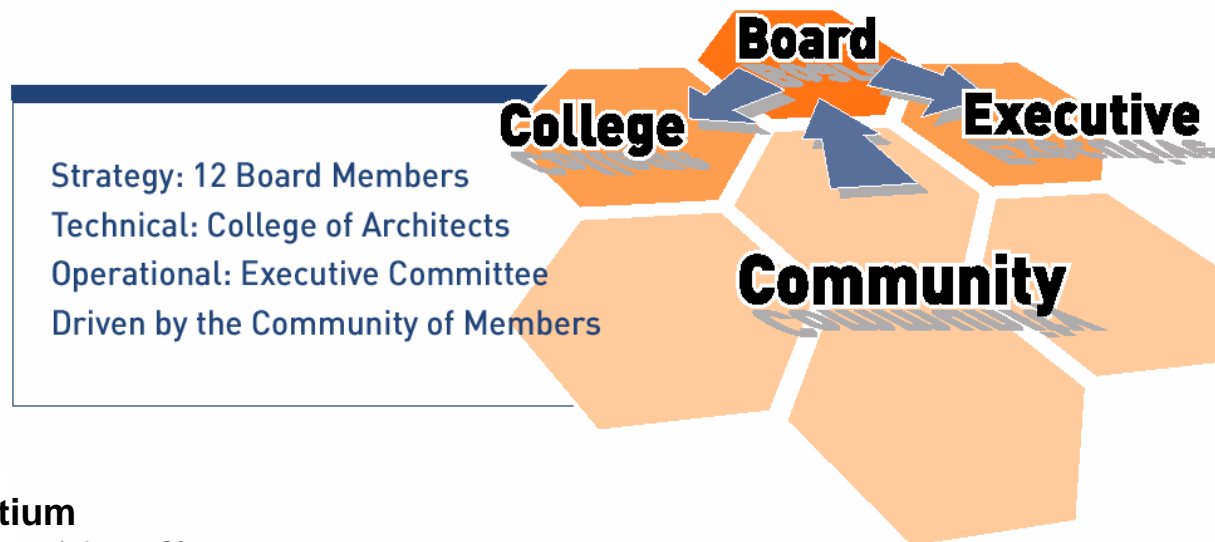 Board
College
Executive
Strategy: 12 Board Members
Technical: College of Architects
Operational: Executive Committee
Driven by the Community of Members
Community
tium